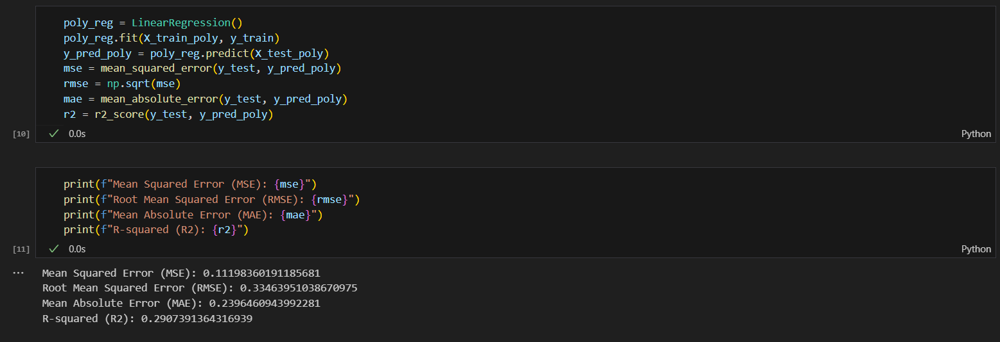 poly_reg = LinearRegression()
poly_reg.fit(X_train_poly, y_train)
y_pred_poly = poly_reg.predict(X_test_poly)
mse = mean_squared_error(y_test, y_pred_poly)
rmse = np.sqrt(mse)
mae = mean_absolute_error(y_test, y_pred_poly)
r2 = r2_score(y_test, y_pred_poly)
[10] ✓ 0.0s Python
print(f"Mean Squared Error (MSE): {mse}")
print(f"Root Mean Squared Error (RMSE): {rmse}")
print(f"Mean Absolute Error (MAE): {mae}")
print(f"R-squared (R2): {r2}")
[11] ✓ 0.0s Python
... Mean Squared Error (MSE): 0.11198360191185681
Root Mean Squared Error (RMSE): 0.33463951038670975
Mean Absolute Error (MAE): 0.2396460943992281
R-squared (R2): 0.2907391364316939